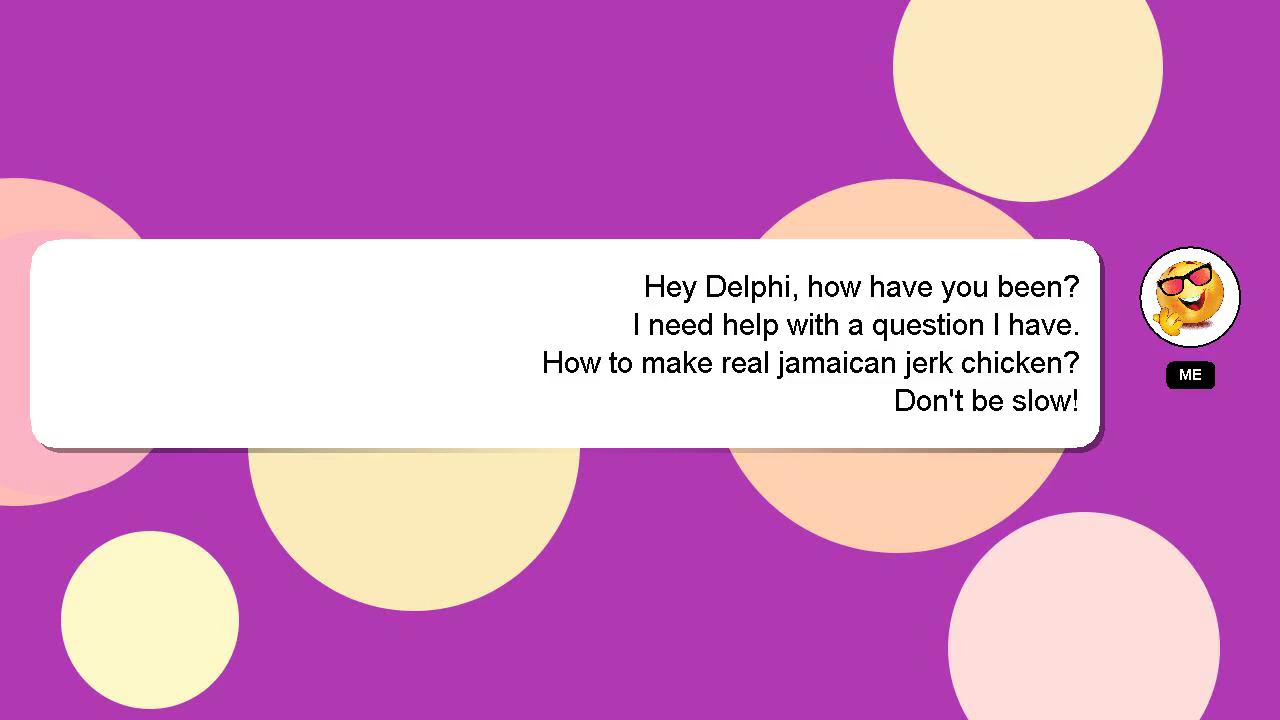 Hey Delphi, how have you been?
I need help with a question I have.
How to make real jamaican jerk chicken?
Don't be slow!
ME